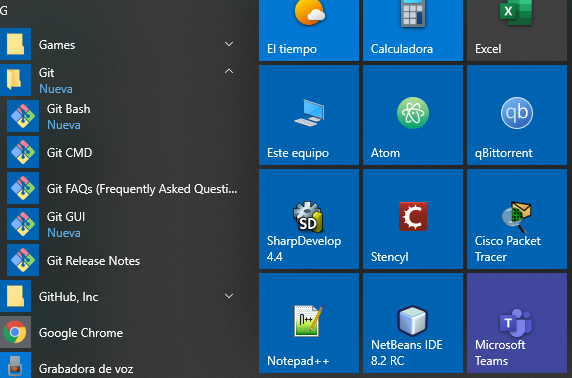 G
Games
Git
Nueva
Git Bash
Nueva
Git CMD
Git FAQs (Frequently Asked Questi...
Git GUI
Nueva
Git Release Notes
GitHub, Inc
Google Chrome
Grabadora de voz
El tiempo
Calculadora
Excel
Este equipo
Atom
qb
qBittorrent
SD
SharpDevelop
4.4
Stencyl
Cisco Packet
Tracer
Notepad++
NetBeans IDE
8.2 RC
Microsoft
Teams